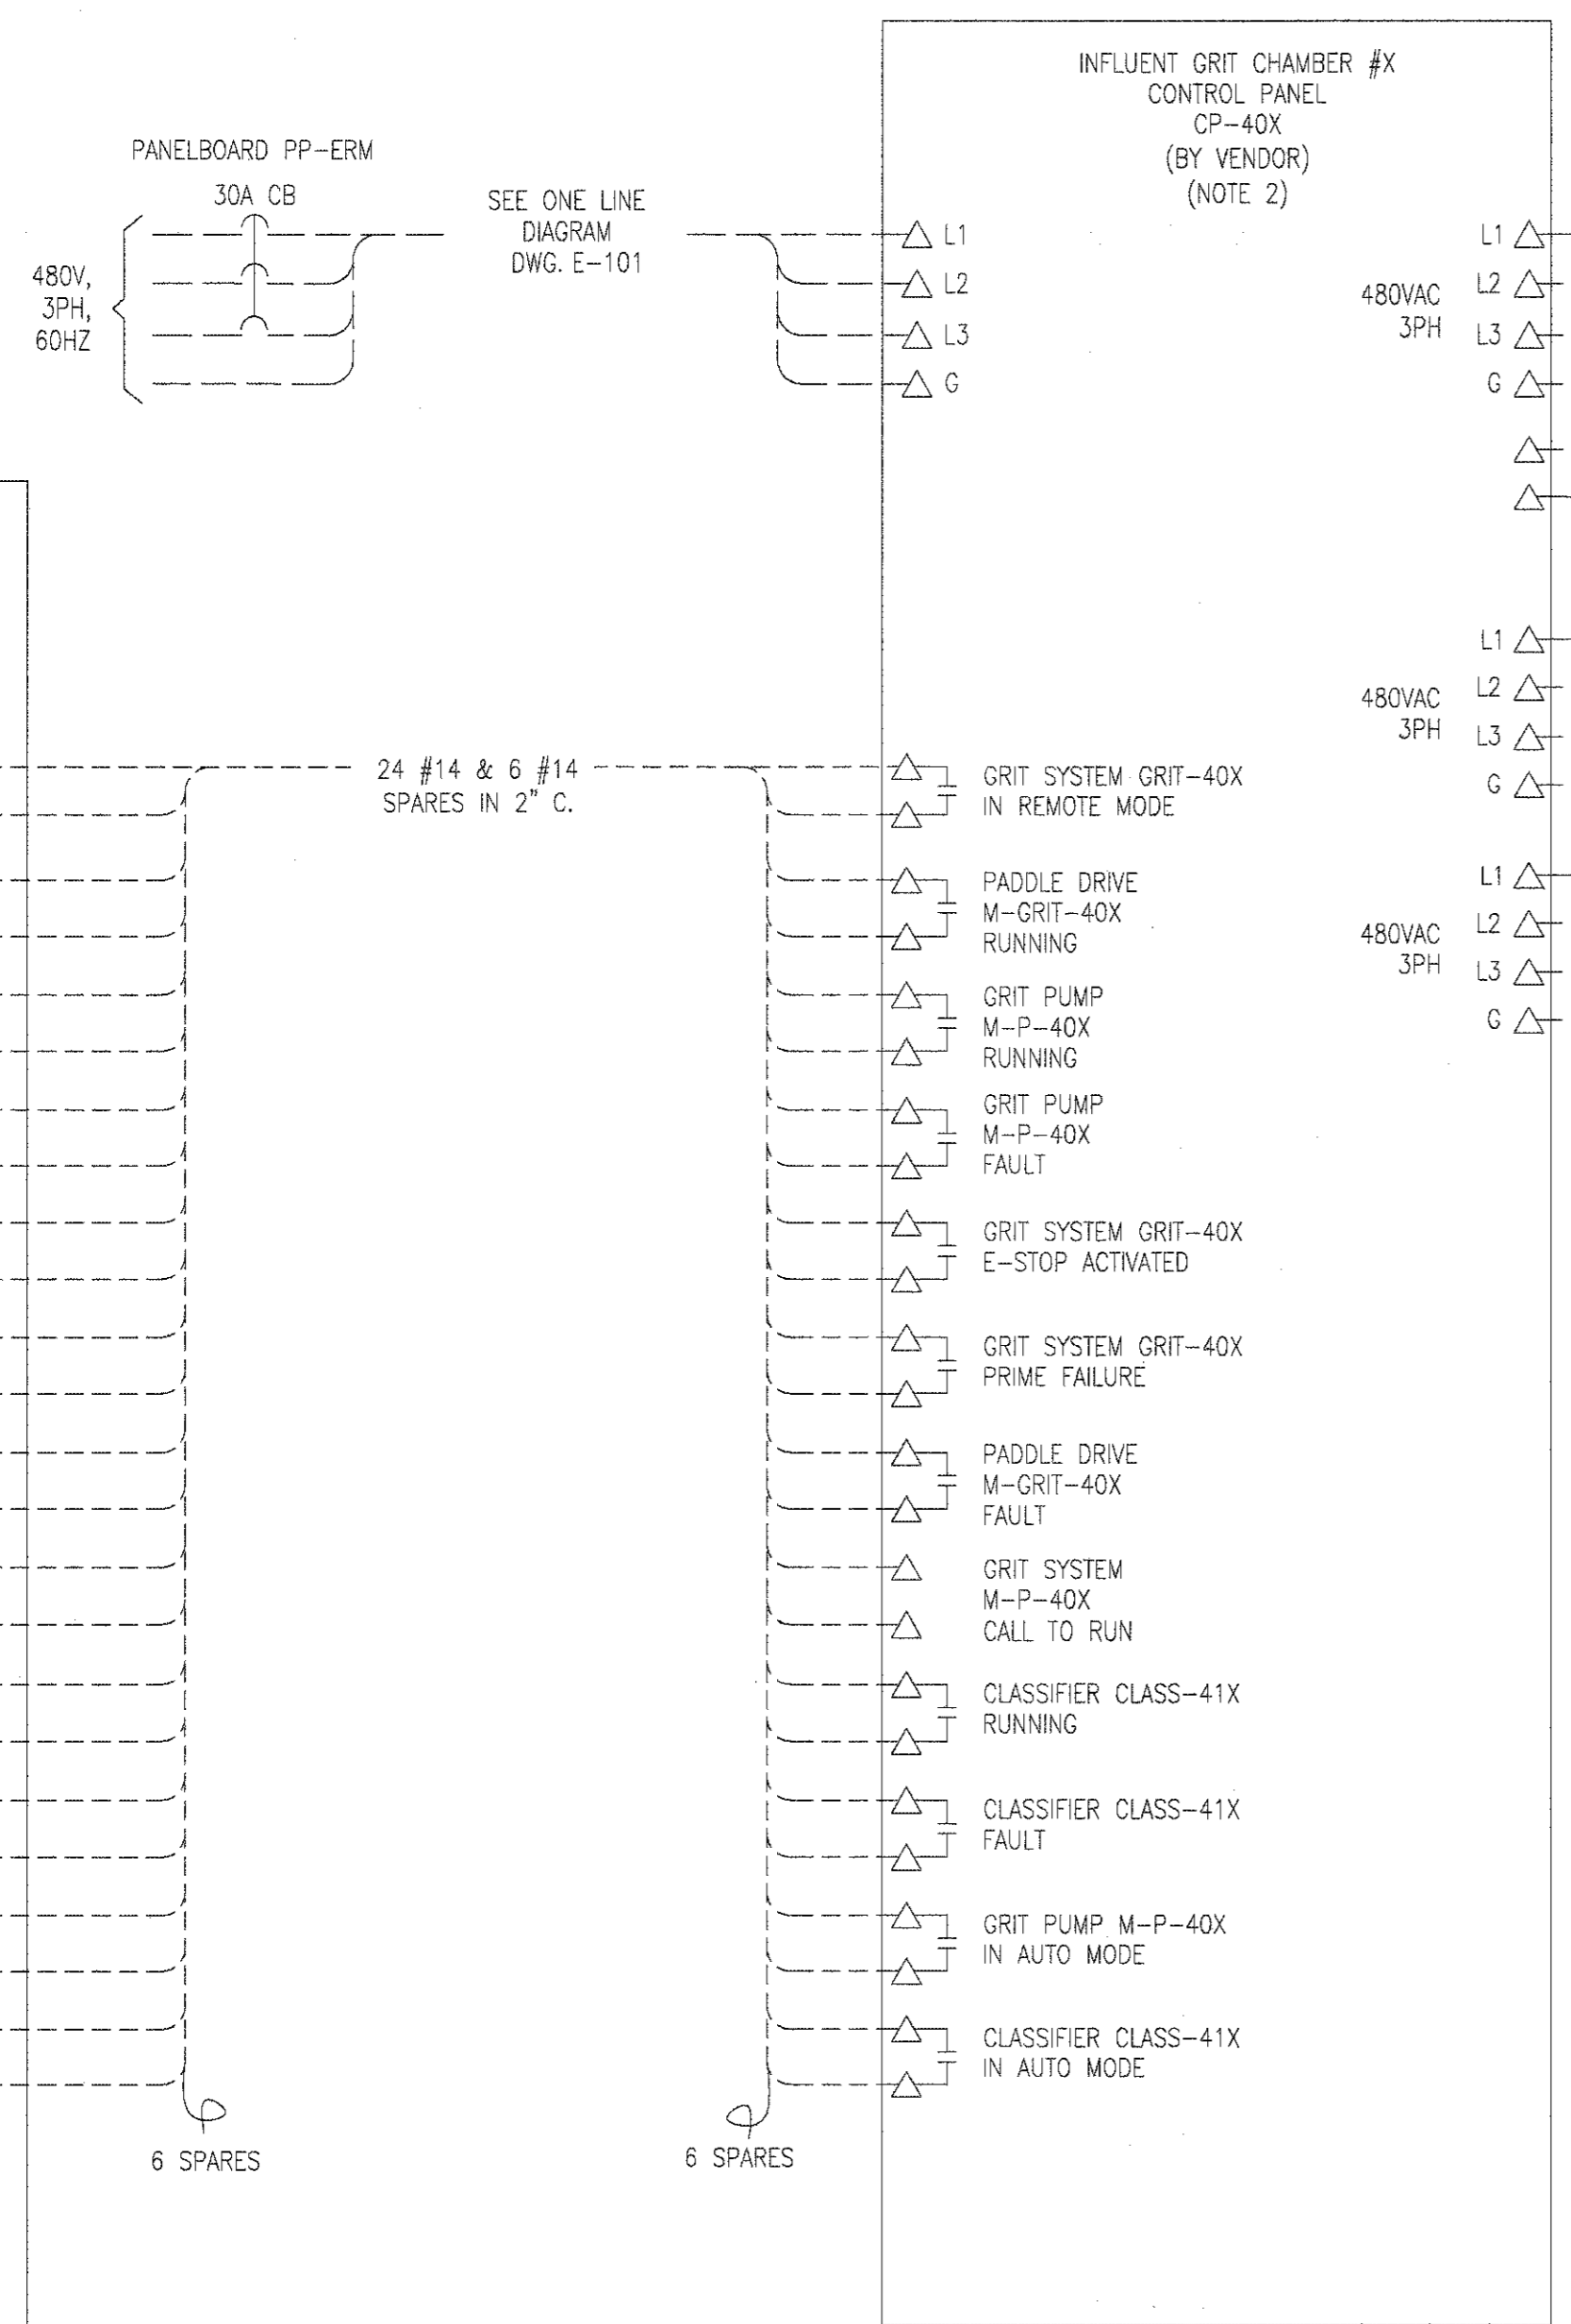 INFLUENT GRIT CHAMBER #X
CONTROL PANEL
CP-40X
(BY VENDOR)
(NOTE 2)
PANELBOARD PP-ERM
30A CB
480V,
3PH,
60HZ
SEE ONE LINE
DIAGRAM
DWG. E-101
L1
L2
L3
G
480VAC
3PH
L1
L2
L3
G
480VAC
3PH
L1
L2
L3
G
480VAC
3PH
L1
L2
L3
G
24 #14 & 6 #14
SPARES IN 2" C.
GRIT SYSTEM GRIT-40X
IN REMOTE MODE
PADDLE DRIVE
M-GRIT-40X
RUNNING
GRIT PUMP
M-P-40X
RUNNING
GRIT PUMP
M-P-40X
FAULT
GRIT SYSTEM GRIT-40X
E-STOP ACTIVATED
GRIT SYSTEM GRIT-40X
PRIME FAILURE
PADDLE DRIVE
M-GRIT-40X
FAULT
GRIT SYSTEM
M-P-40X
CALL TO RUN
CLASSIFIER CLASS-41X
RUNNING
CLASSIFIER CLASS-41X
FAULT
GRIT PUMP M-P-40X
IN AUTO MODE
CLASSIFIER CLASS-41X
IN AUTO MODE
6 SPARES
6 SPARES